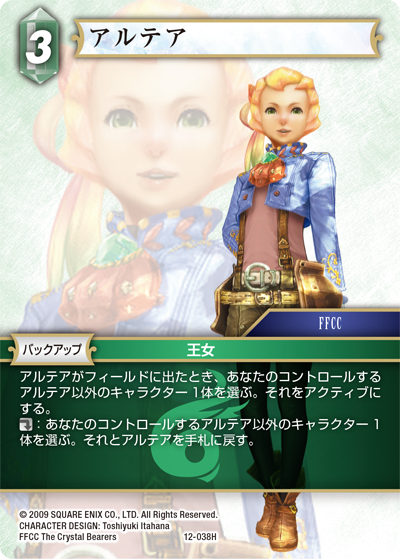 3
アルテア
FFCC
バックアップ
王女
アルテアがフィールドに出たとき、あなたのコントロールする
アルテア以外のキャラクター 1体を選ぶ。それをアクティブに
する。
：あなたのコントロールするアルテア以外のキャラクター 1
体を選ぶ。それとアルテアを手札に戻す。
© 2009 SQUARE ENIX CO., LTD. All Rights Reserved.
CHARACTER DESIGN: Toshiyuki Itahana
FFCC The Crystal Bearers
12-038H